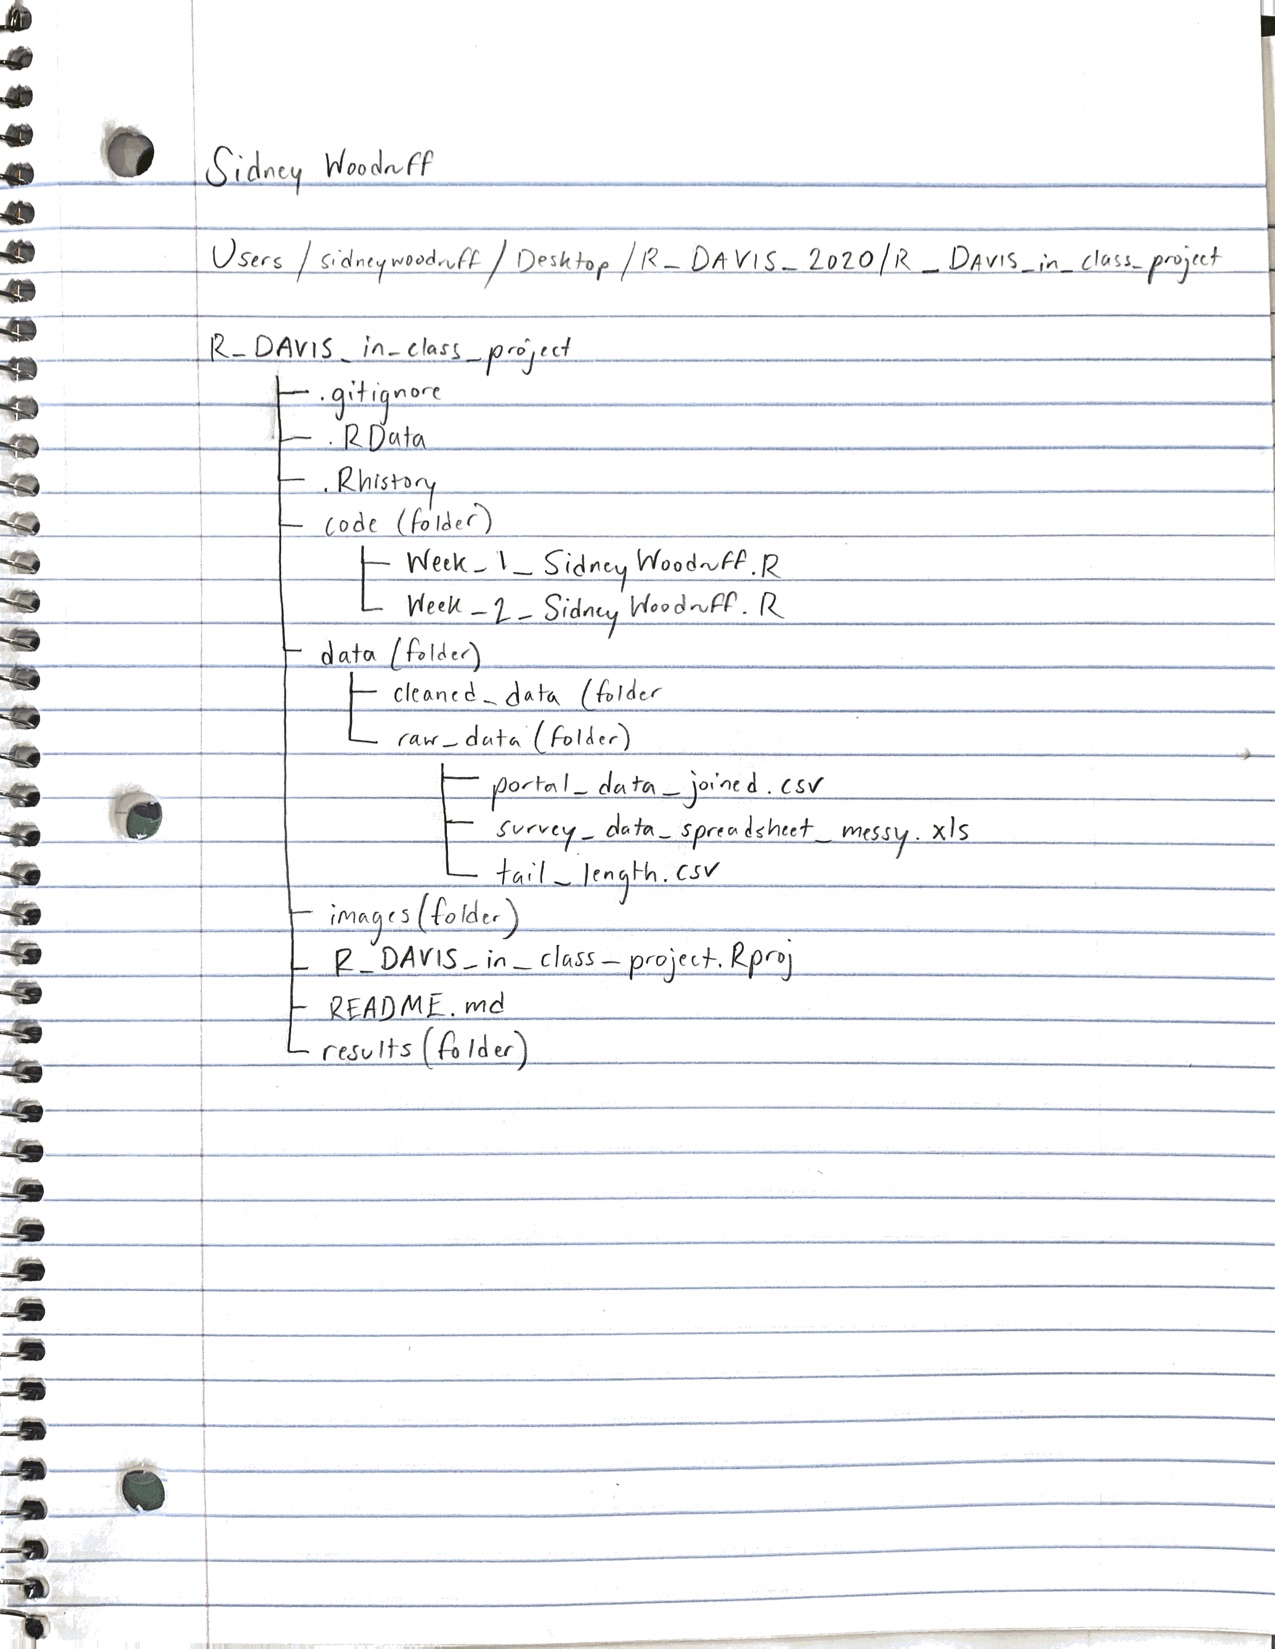 Sidney Woodruff
Users / sidneywoodruff / Desktop / R_DAVIS_2020/R_DAVIS_in_class_project
R_DAVIS_in_class_project
.gitignore
.RData
.Rhistory
code (folder)
Week_1_SidneyWoodruff.R
Week_2_SidneyWoodruff.R
data (folder)
cleaned_data (folder
raw_data (folder)
portal_data_joined.csv
survey_data_spreadsheet_messy.xls
tail_length.csv
images (folder)
R_DAVIS_in_class_project.Rproj
README.md
results (folder)